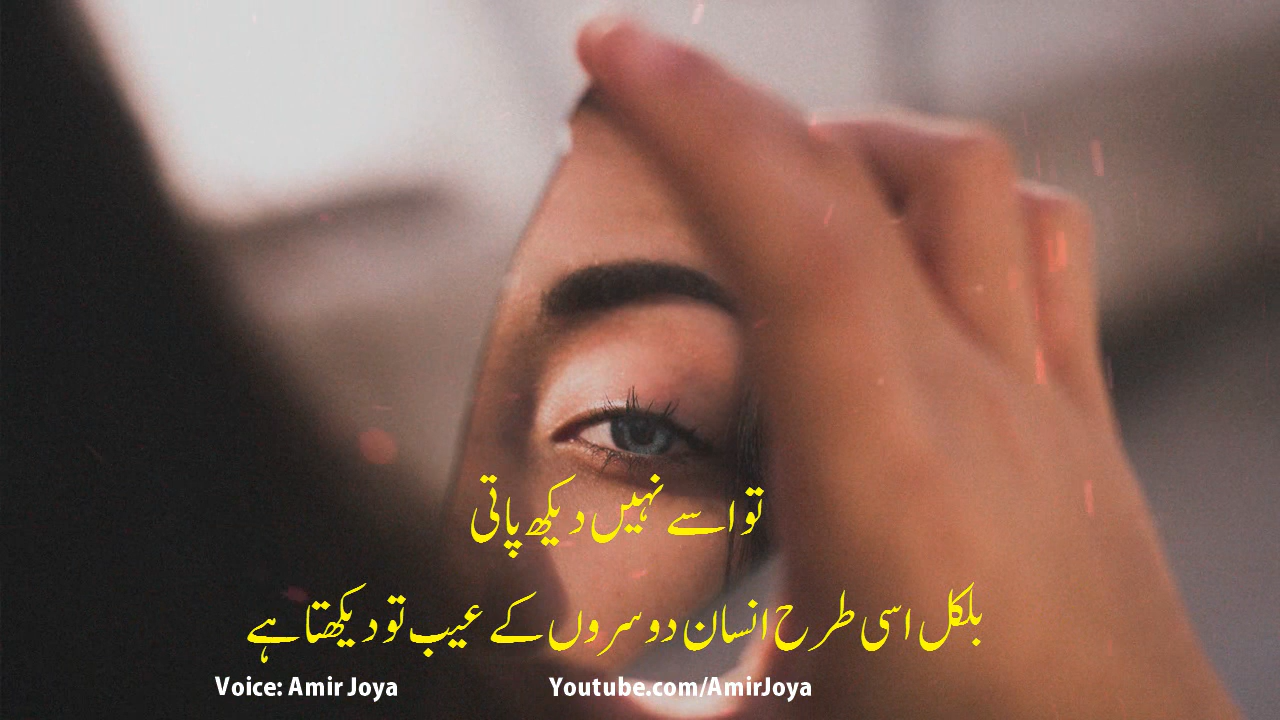 تو اسے نہیں دیکھ پاتی
بلکل اسی طرح انسان دوسروں کے عیب تو دیکھتا ہے
Voice: Amir Joya
Youtube.com/AmirJoya